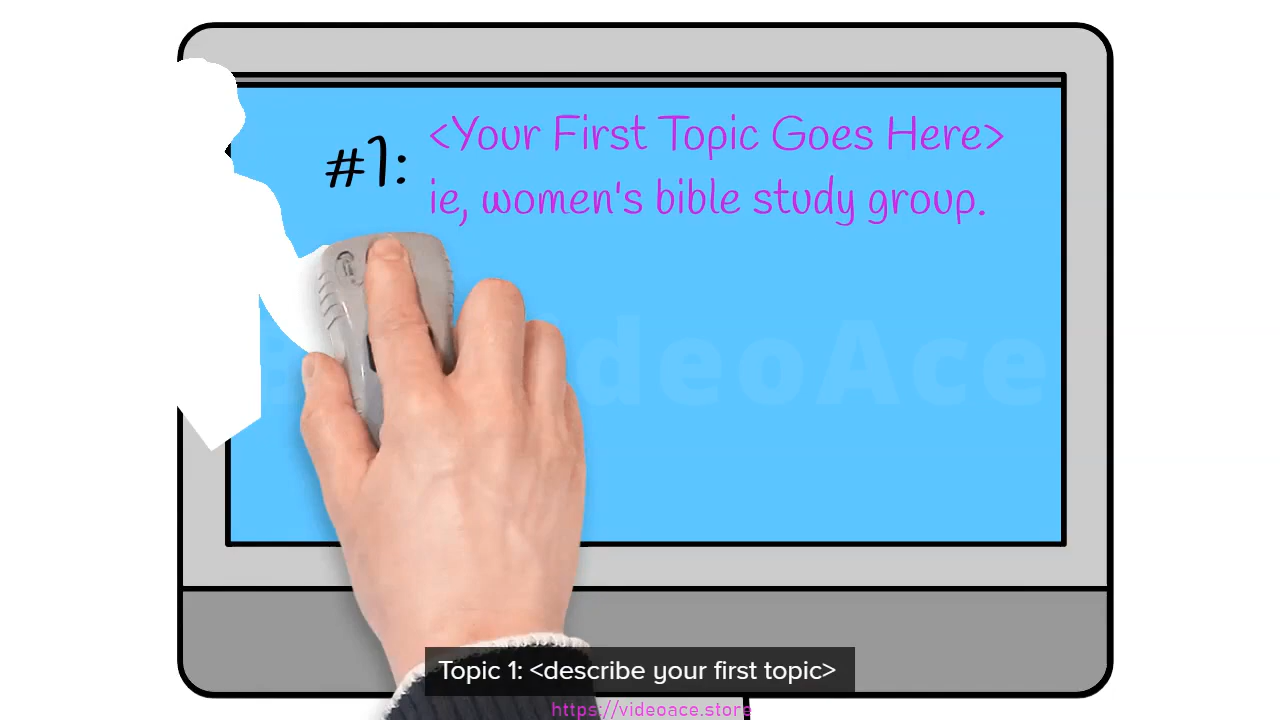 #1:
<Your First Topic Goes Here>
ie, women's bible study group.
VideoAce
Topic 1: <describe your first topic>
https://videoace.store